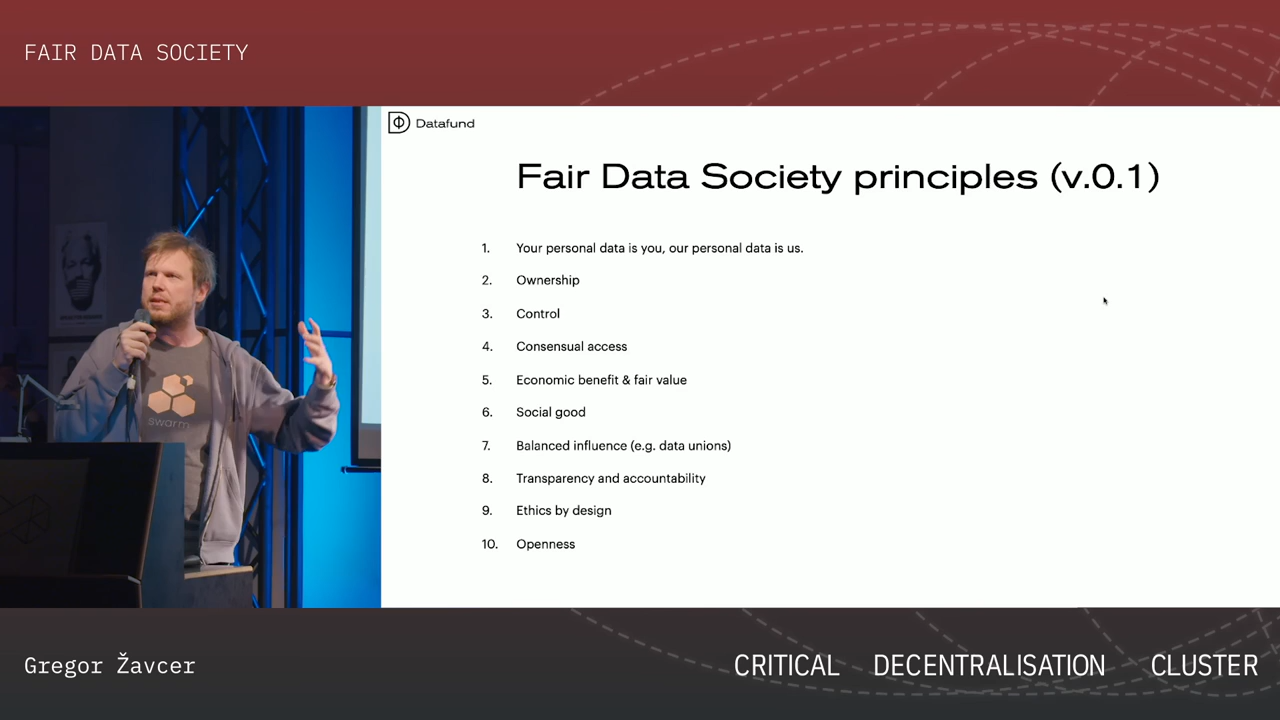 FAIR DATA SOCIETY
Datafund
Fair Data Society principles (v.0.1)
1. Your personal data is you, our personal data is us.
2. Ownership
3. Control
4. Consensual access
5. Economic benefit & fair value
6. Social good
7. Balanced influence (e.g. data unions)
8. Transparency and accountability
9. Ethics by design
10. Openness
swarm
Gregor Žavcer
CRITICAL DECENTRALISATION CLUSTER